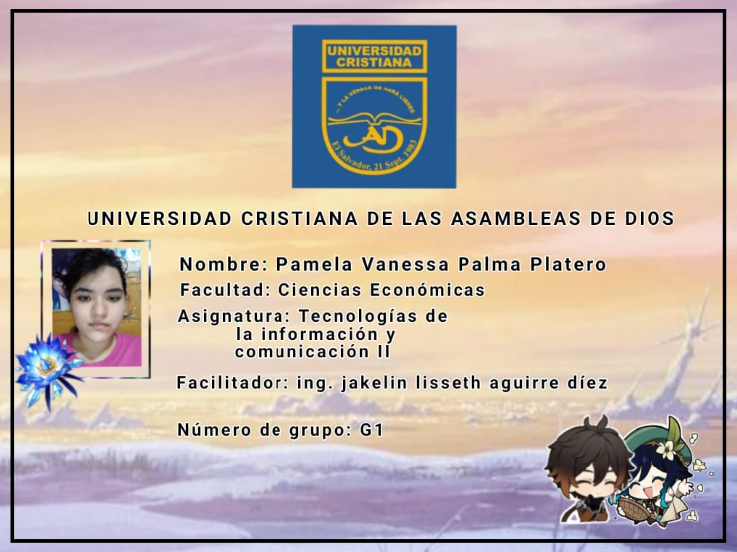 UNIVERSIDAD
CRISTIANA
... Y LA VERDAD OS HARÁ LIBRES
AD
El Salvador, 21 Sept. 1983
UNIVERSIDAD CRISTIANA DE LAS ASAMBLEAS DE DIOS
Nombre: Pamela Vanessa Palma Platero
Facultad: Ciencias Económicas
Asignatura: Tecnologías de
la información y
comunicación II
Facilitador: ing. jakelin lisseth aguirre díez
Número de grupo: G1